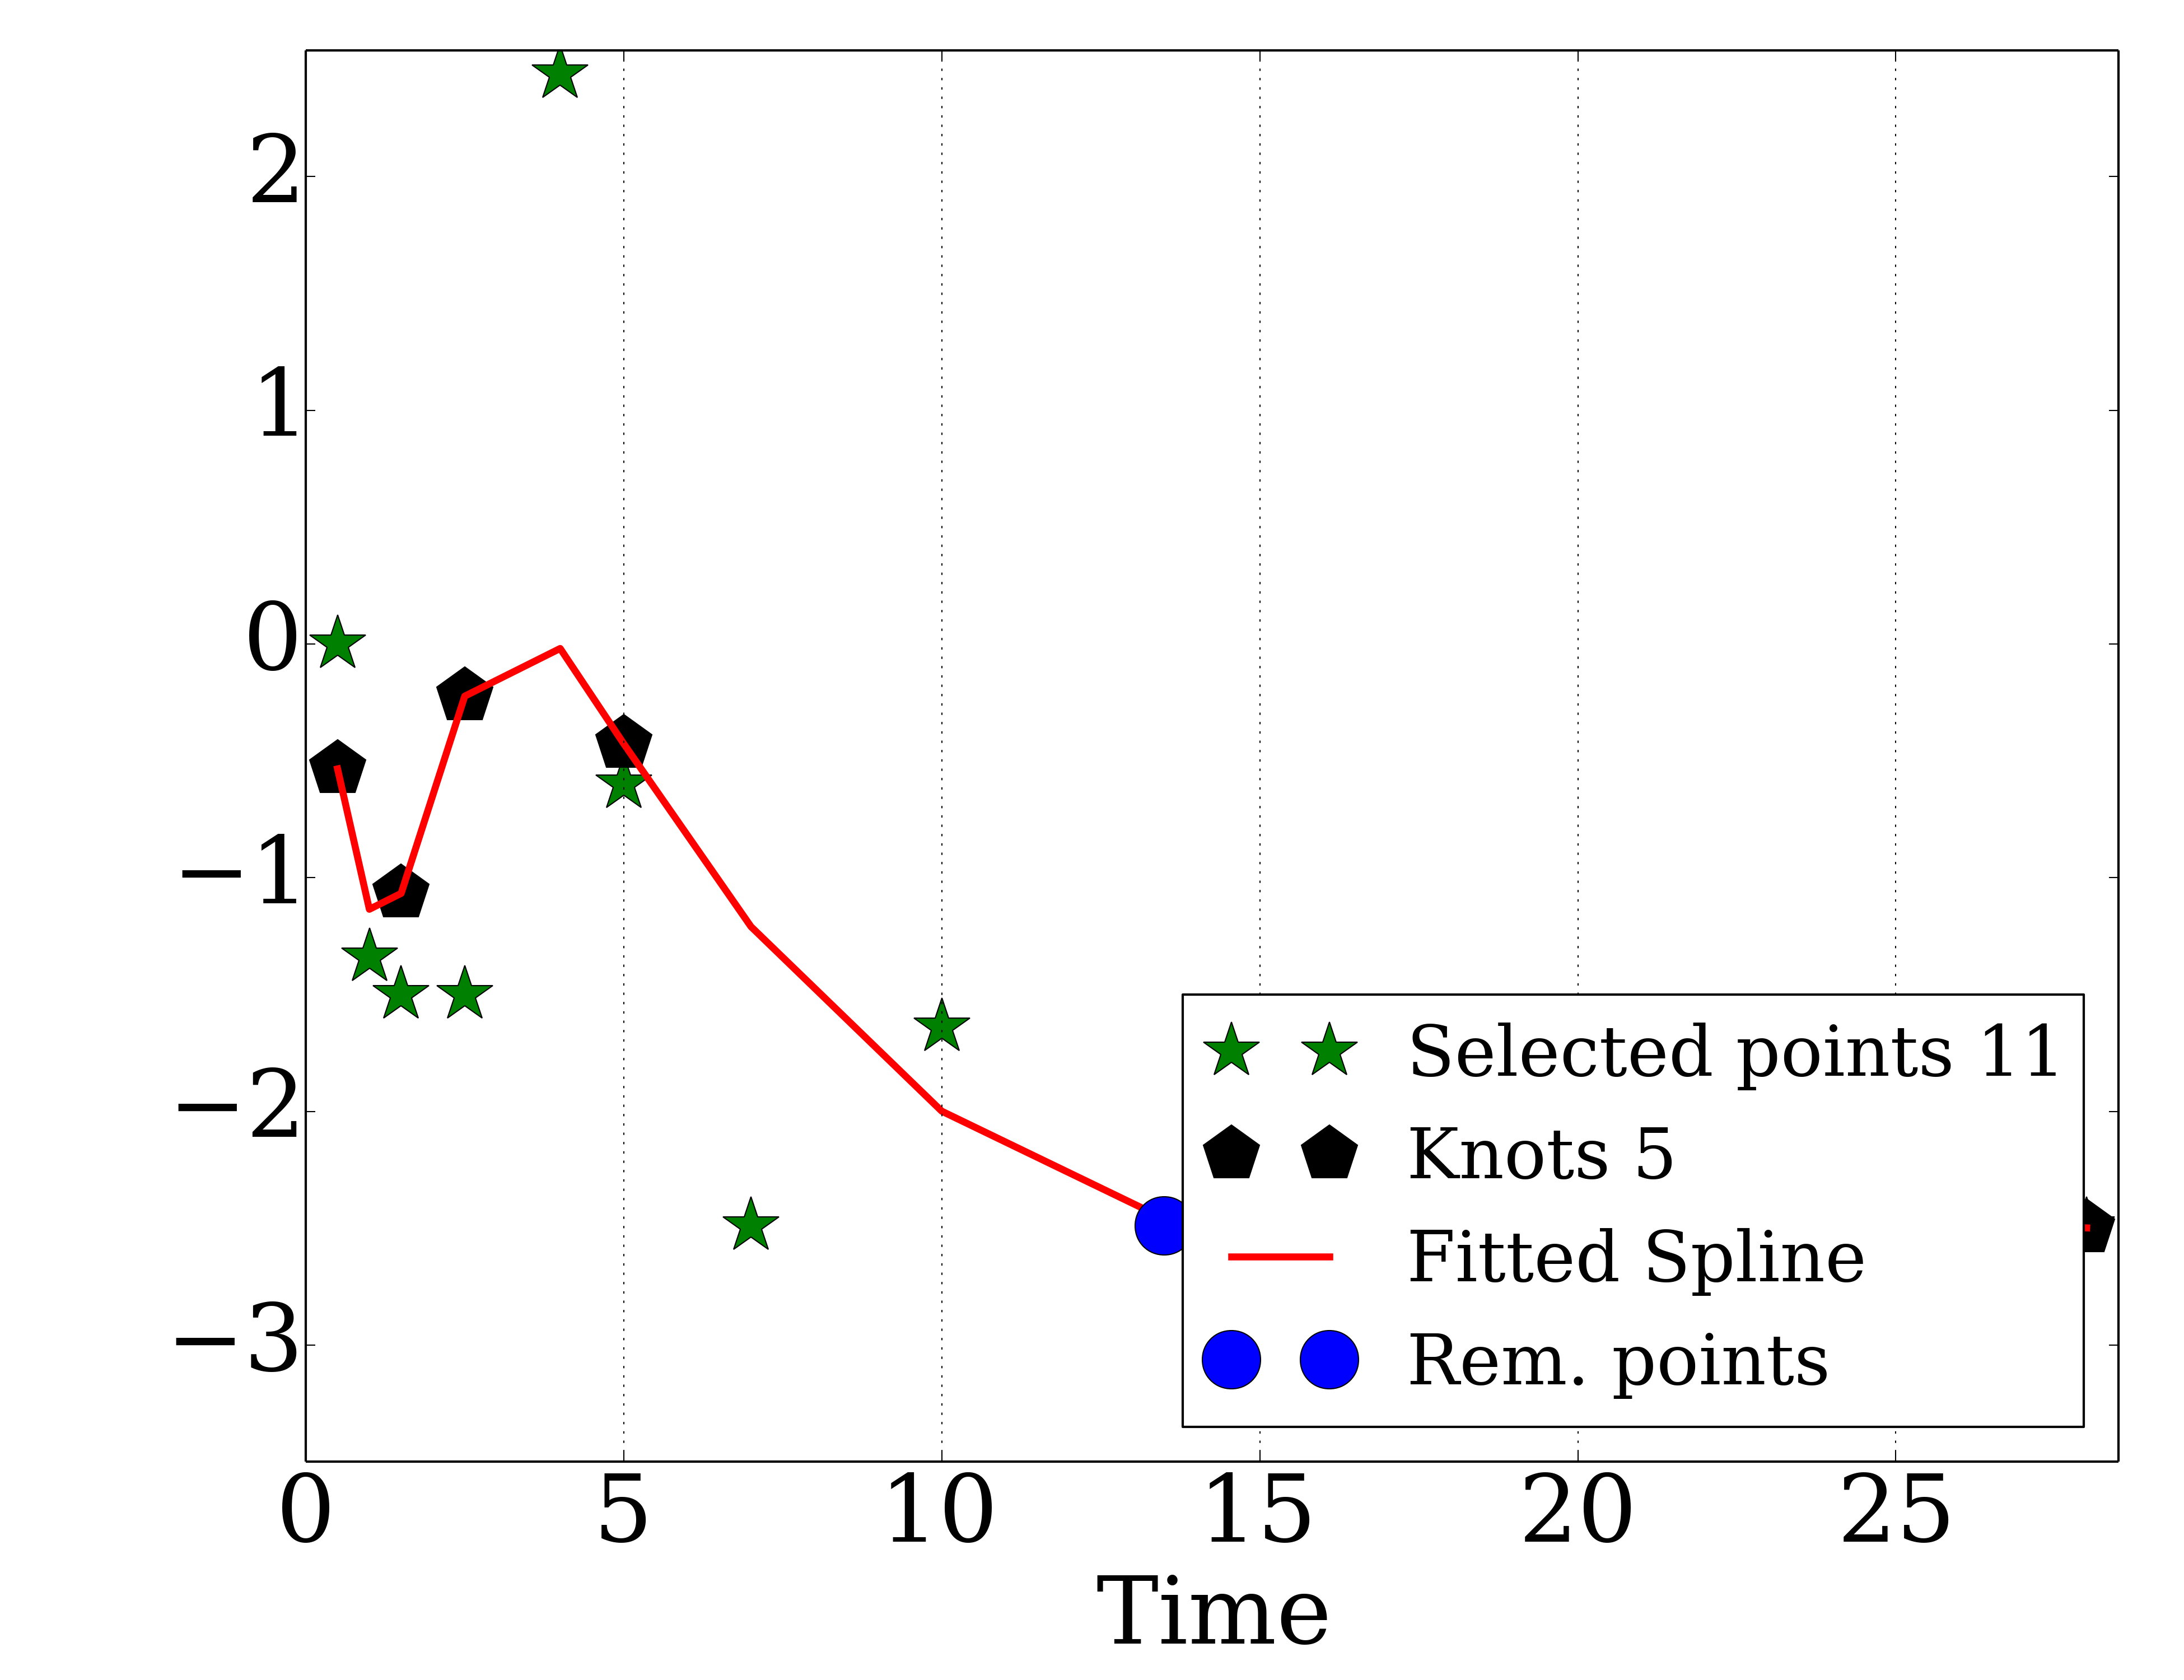 2
1
0
−1
−2
−3
0 5 10 15 20 25
Time
Selected points 11
Knots 5
Fitted Spline
Rem. points